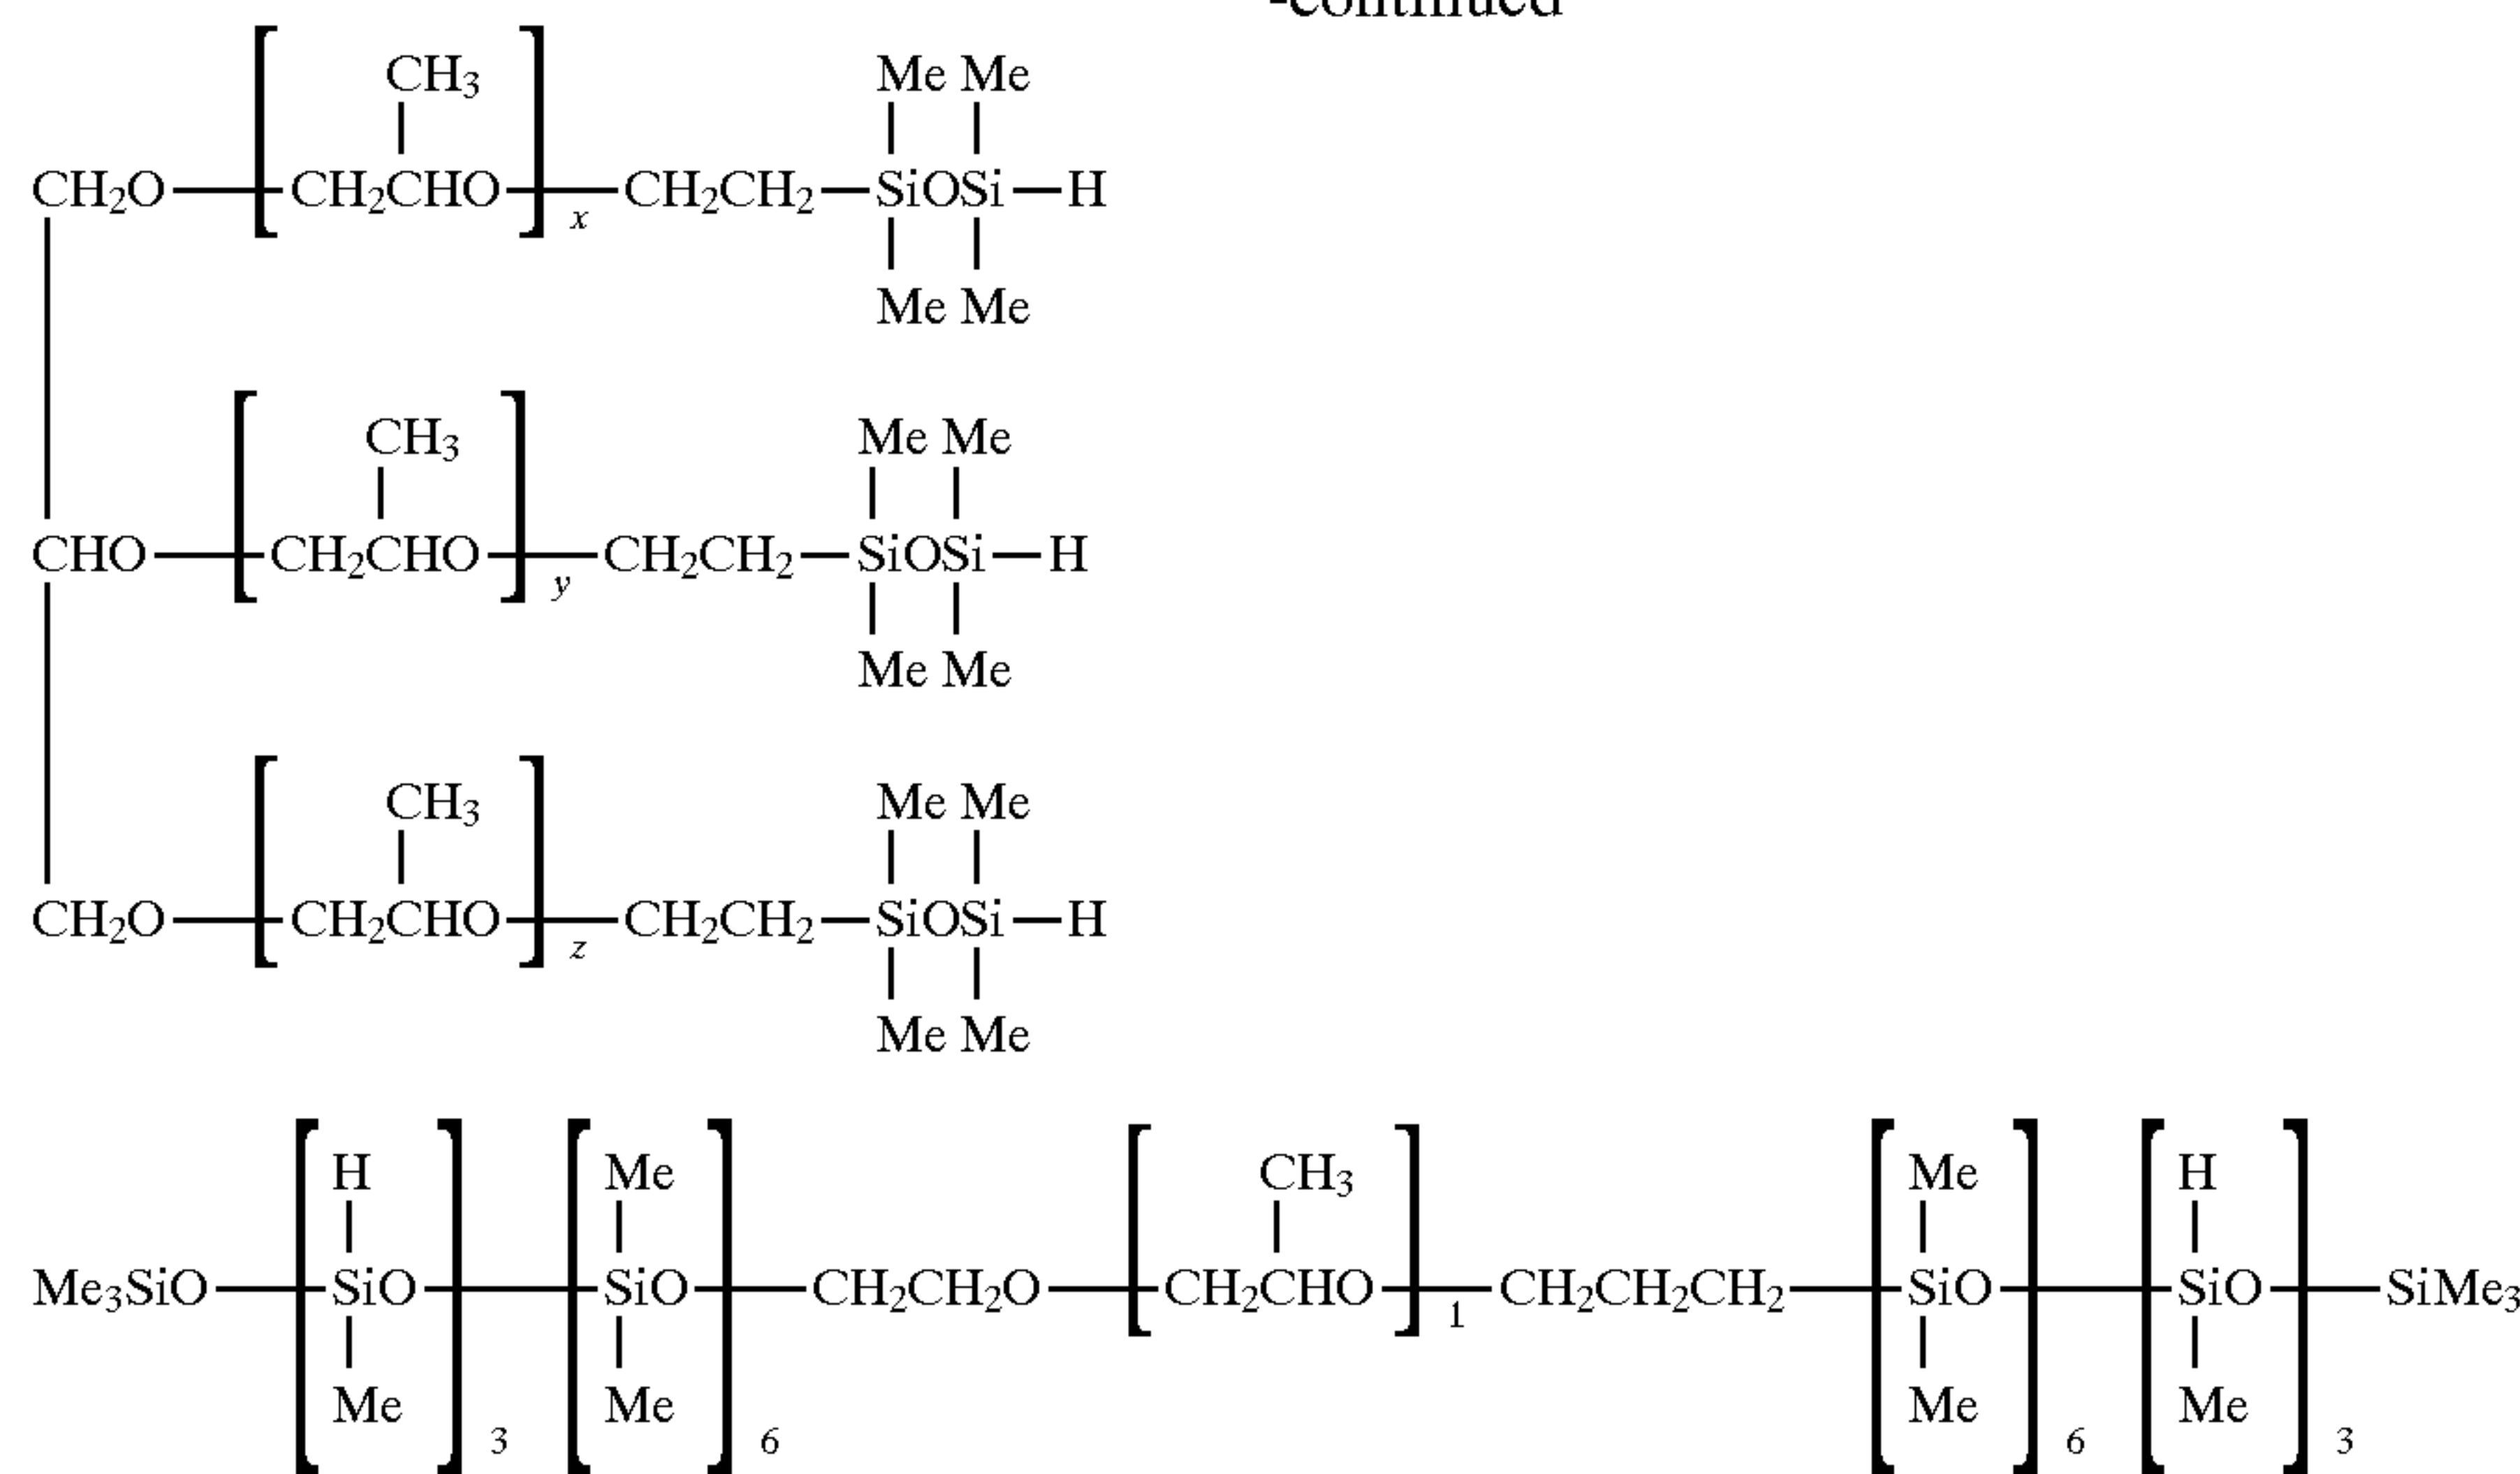 -continued
CH3 Me Me
CH2O CH2CHO x CH2CH2 SiOSi H
Me Me
CH3 Me Me
CHO CH2CHO y CH2CH2 SiOSi H
Me Me
CH3 Me Me
CH2O CH2CHO z CH2CH2 SiOSi H
Me Me
H Me CH3 Me H
Me3SiO SiO SiO CH2CH2O CH2CHO 1 CH2CH2CH2 SiO SiO SiMe3
Me Me Me Me
3 6 6 3